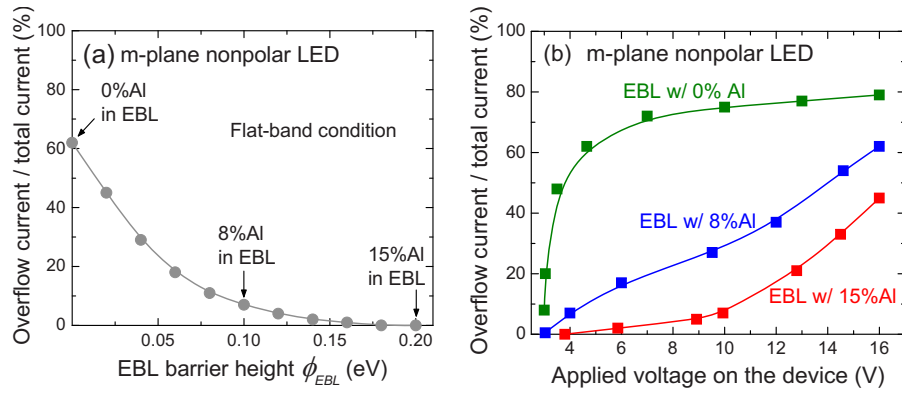 Overflow current / total current (%)
100
80
60
40
20
0
(a) m-plane nonpolar LED
0%Al
in EBL
Flat-band condition
8%Al
in EBL
15%Al
in EBL
0.05
0.10
0.15
0.20
EBL barrier height ϕEBL (eV)
Overflow current / total current (%)
100
80
60
40
20
0
(b) m-plane nonpolar LED
EBL w/ 0% Al
EBL w/ 8%Al
EBL w/ 15%Al
4
6
8
10
12
14
16
Applied voltage on the device (V)